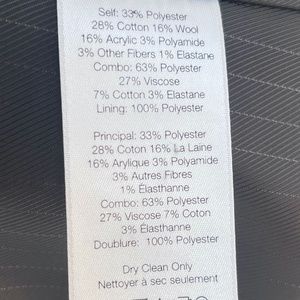 Self: 33% Polyester
28% Cotton 16% Wool
16% Acrylic 3% Polyamide
3% Other Fibers 1% Elastane
Combo: 63% Polyester
27% Viscose
7% Cotton 3% Elastane
Lining: 100% Polyester
Principal: 33% Polyester
28% Coton 16% La Laine
16% Arylique 3% Polyamide
3% Autres Fibres
1% Élasthanne
Combo: 63% Polyester
27% Viscose 7% Coton
3% Élasthanne
Doublure: 100% Polyester
Dry Clean Only
Nettoyer à sec seulement